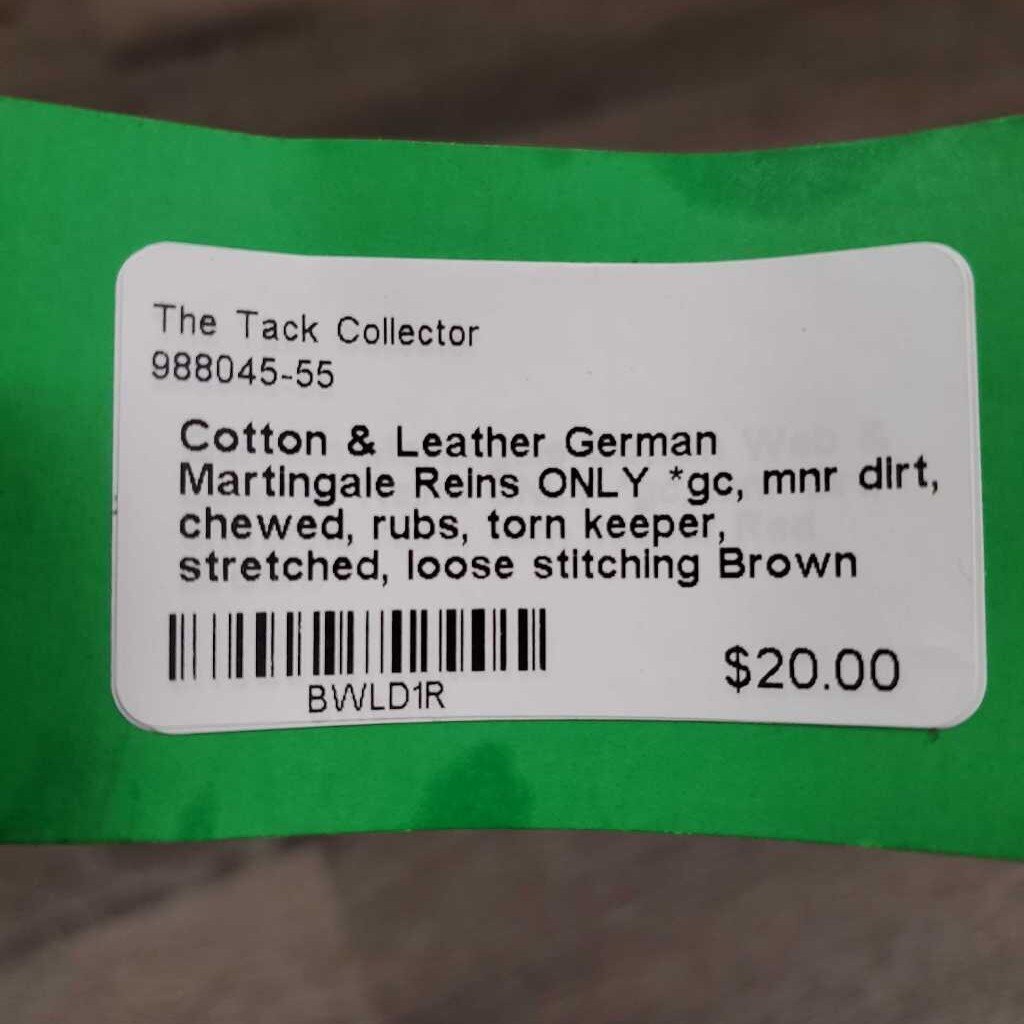 The Tack Collector
988045-55
Cotton & Leather German
Martingale Reins ONLY *gc, mnr dirt,
chewed, rubs, torn keeper,
stretched, loose stitching Brown
BWLD1R
$20.00